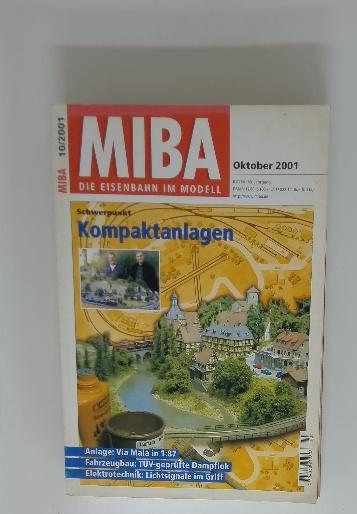 MIBA 10/2001
MIBA
DIE EISENBAHN IM MODELL
Oktober 2001
Schwerpunkt
Kompaktanlagen
Anlage: Via Mala in 1:87
Fahrzeugbau: TÜV-geprüfte Dampflok
Elektrotechnik: Lichtsignale im Griff